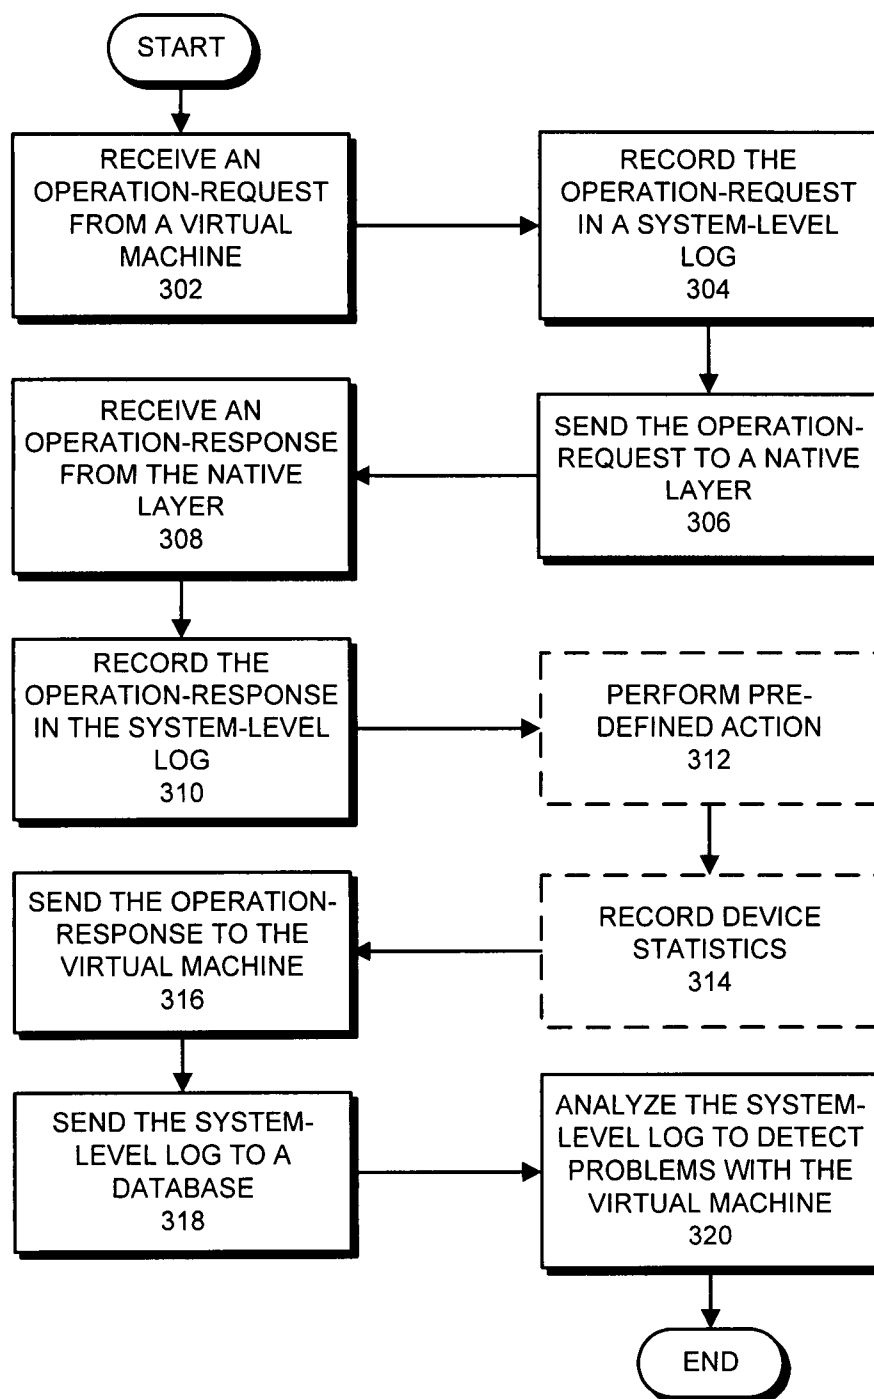 START
RECEIVE AN
OPERATION-REQUEST
FROM A VIRTUAL
MACHINE
302
RECORD THE
OPERATION-REQUEST
IN A SYSTEM-LEVEL
LOG
304
SEND THE OPERATION-
REQUEST TO A NATIVE
LAYER
306
RECEIVE AN
OPERATION-RESPONSE
FROM THE NATIVE
LAYER
308
RECORD THE
OPERATION-RESPONSE
IN THE SYSTEM-LEVEL
LOG
310
PERFORM PRE-
DEFINED ACTION
312
RECORD DEVICE
STATISTICS
314
SEND THE OPERATION-
RESPONSE TO THE
VIRTUAL MACHINE
316
SEND THE SYSTEM-
LEVEL LOG TO A
DATABASE
318
ANALYZE THE SYSTEM-
LEVEL LOG TO DETECT
PROBLEMS WITH THE
VIRTUAL MACHINE
320
END